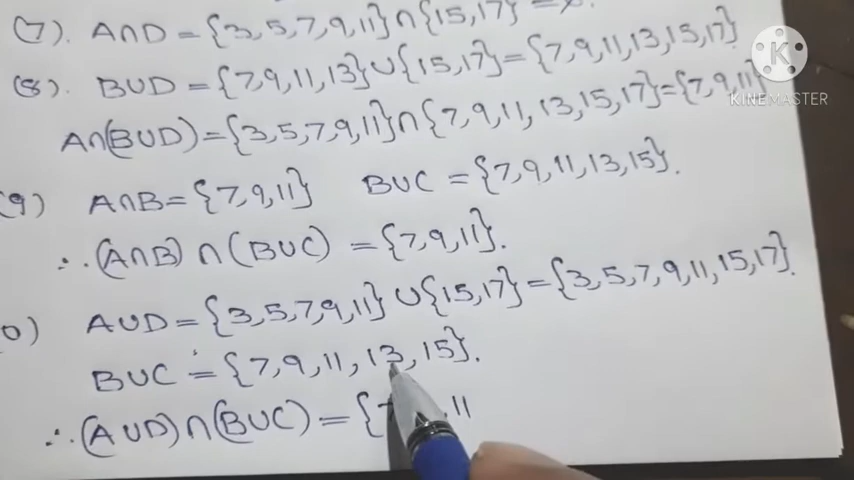 (7). A∩D = {3,5,7,9,11}∩{15,17} =
(8). B∪D = {7,9,11,13}∪{15,17} = {7,9,11,13,15,17}
A∩(B∪D) = {3,5,7,9,11}∩{7,9,11,13,15,17} = {7,9,11}
K
KINEMASTER
(9) A∩B = {7,9,11} B∪C = {7,9,11,13,15}.
∴ (A∩B) ∩ (B∪C) = {7,9,11}.
0) A∪D = {3,5,7,9,11} ∪{15,17} = {3,5,7,9,11,15,17}.
B∪C = {7,9,11,13,15}.
∴ (A∪D)∩(B∪C) = {7 ,11